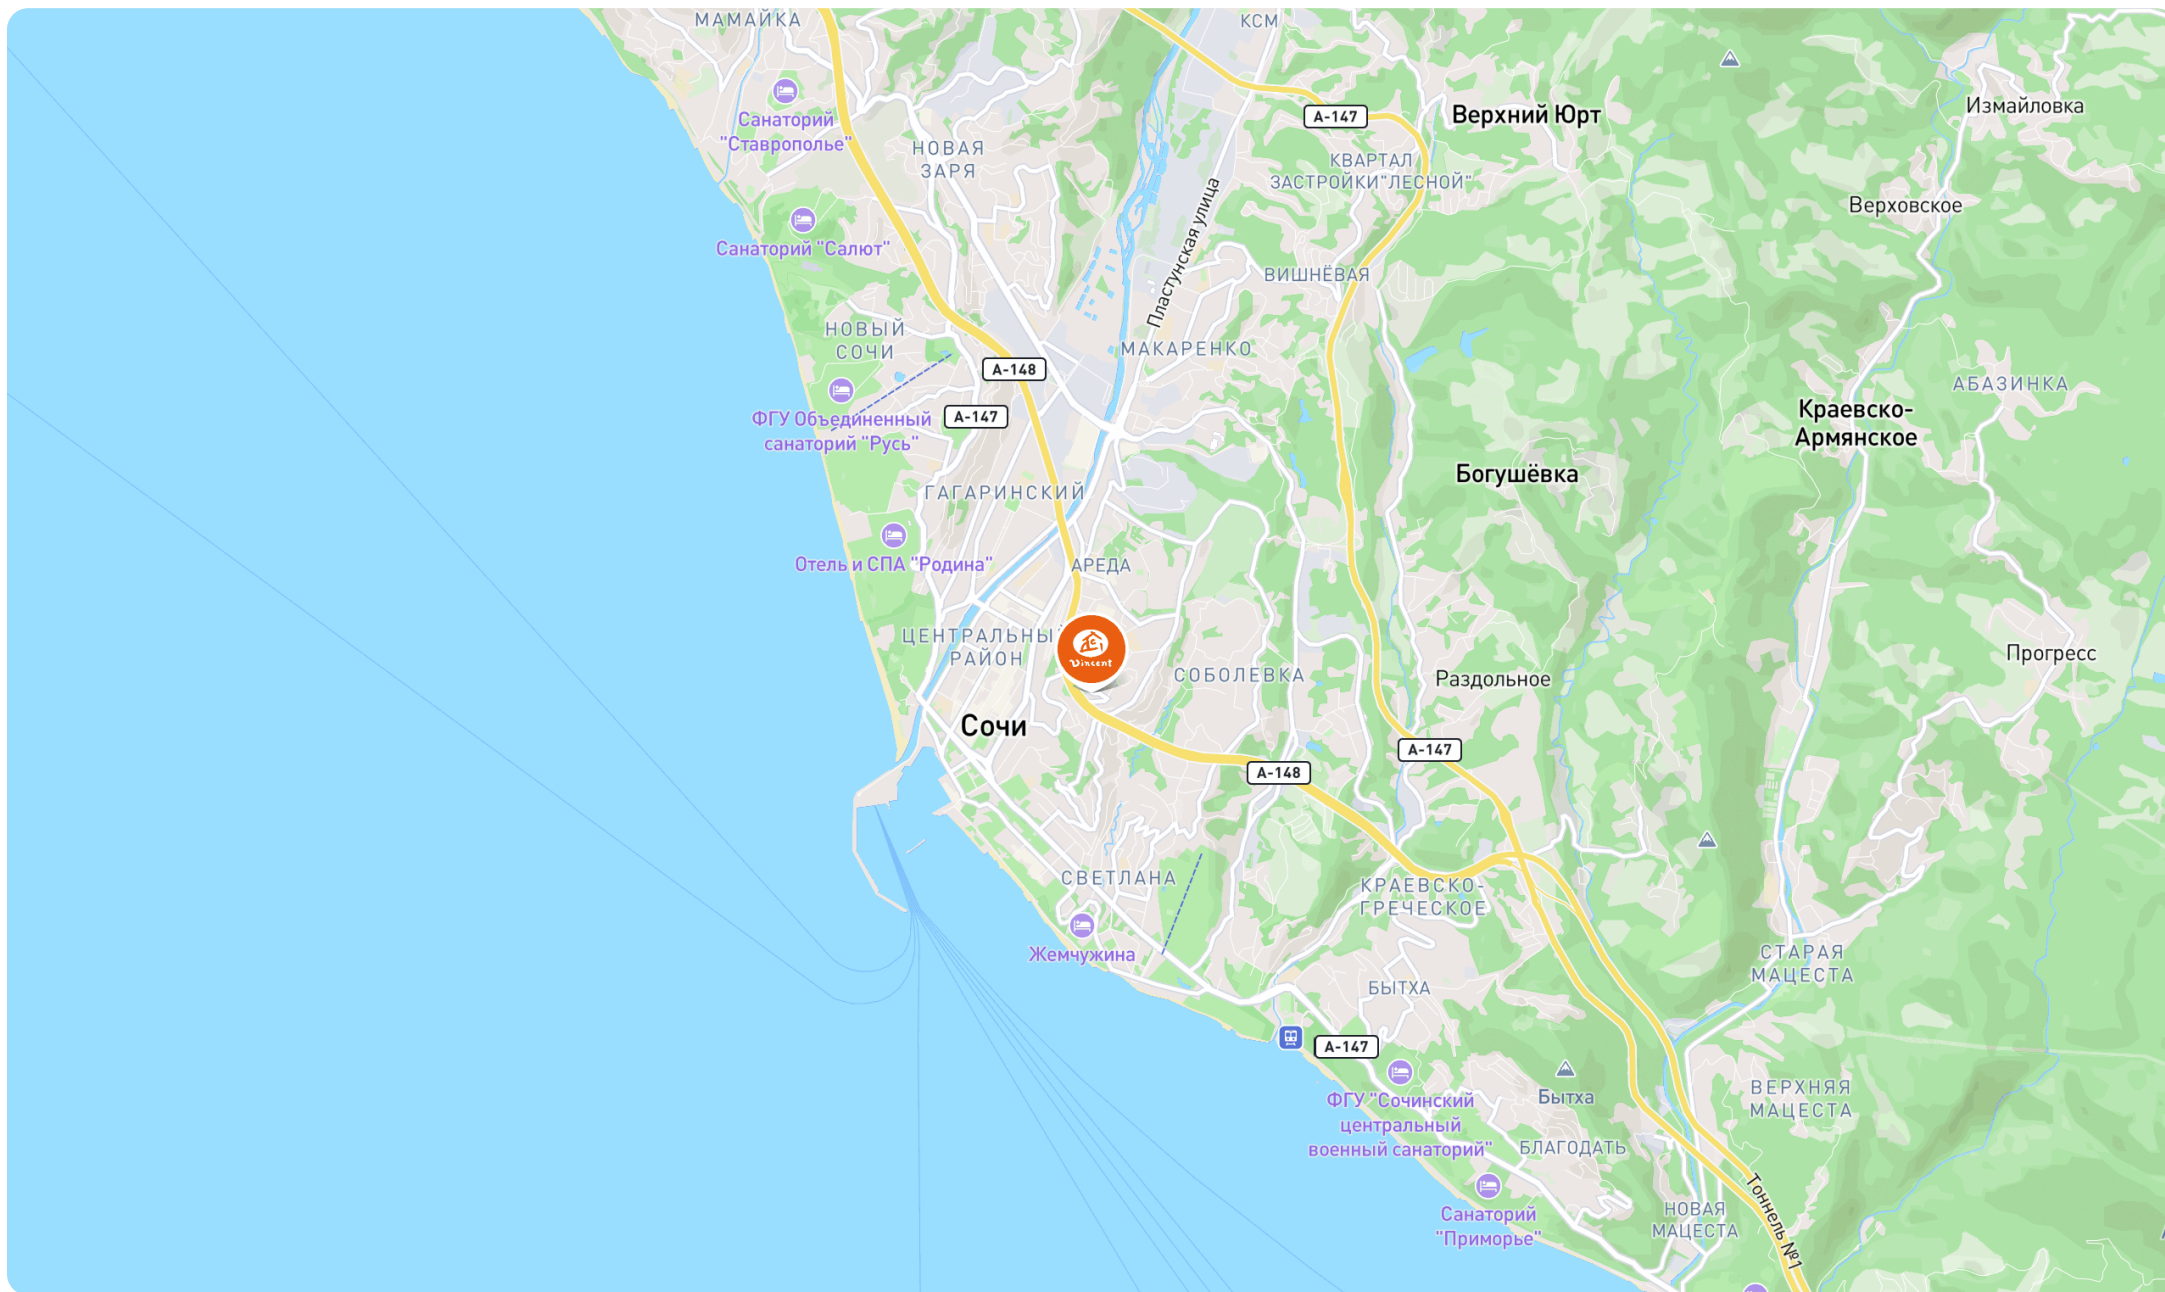 МАМАЙКА
КСМ
Санаторий
"Ставрополье"
НОВАЯ
ЗАРЯ
А-147
Верхний Юрт
Измайловка
КВАРТАЛ
ЗАСТРОЙКИ"ЛЕСНОЙ"
Верховское
Санаторий "Салют"
Пластунская улица
ВИШНЁВАЯ
НОВЫЙ
СОЧИ
МАКАРЕНКО
А-148
АБАЗИНКА
ФГУ Объединенный
санаторий "Русь"
А-147
Краевско-
Армянское
Богушёвка
ГАГАРИНСКИЙ
Отель и СПА "Родина"
АРЕДА
ЦЕНТРАЛЬНЫЙ
РАЙОН
Vincent
СОБОЛЕВКА
Раздольное
Прогресс
Сочи
А-148
А-147
СВЕТЛАНА
КРАЕВСКО-
ГРЕЧЕСКОЕ
Жемчужина
СТАРАЯ
МАЦЕСТА
БЫТХА
А-147
ФГУ "Сочинский
центральный
военный санаторий"
Бытха
ВЕРХНЯЯ
МАЦЕСТА
БЛАГОДАТЬ
Санаторий
"Приморье"
НОВАЯ
МАЦЕСТА
Тоннель №1